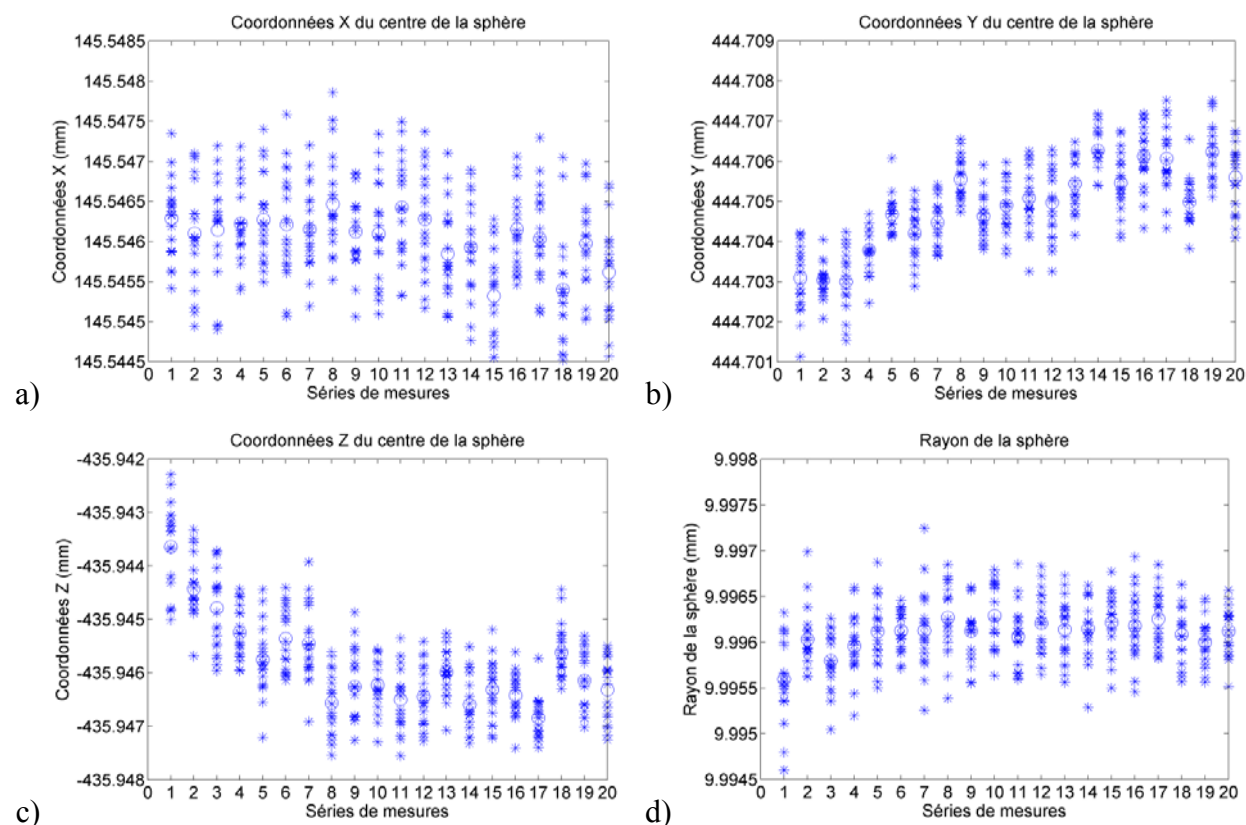 Coordonnées X du centre de la sphère
145.5485
145.548
145.5475
145.547
145.5465
145.546
145.5455
145.545
145.5445
Coordonnées X (mm)
0 1 2 3 4 5 6 7 8 9 10 11 12 13 14 15 16 17 18 19 20
Séries de mesures
a)
Coordonnées Y du centre de la sphère
444.709
444.708
444.707
444.706
444.705
444.704
444.703
444.702
444.701
Coordonnées Y (mm)
0 1 2 3 4 5 6 7 8 9 10 11 12 13 14 15 16 17 18 19 20
Séries de mesures
b)
Coordonnées Z du centre de la sphère
-435.942
-435.943
-435.944
-435.945
-435.946
-435.947
-435.948
Coordonnées Z (mm)
0 1 2 3 4 5 6 7 8 9 10 11 12 13 14 15 16 17 18 19 20
Séries de mesures
c)
Rayon de la sphère
9.998
9.9975
9.997
9.9965
9.996
9.9955
9.995
9.9945
Rayon de la sphère (mm)
0 1 2 3 4 5 6 7 8 9 10 11 12 13 14 15 16 17 18 19 20
Séries de mesures
d)